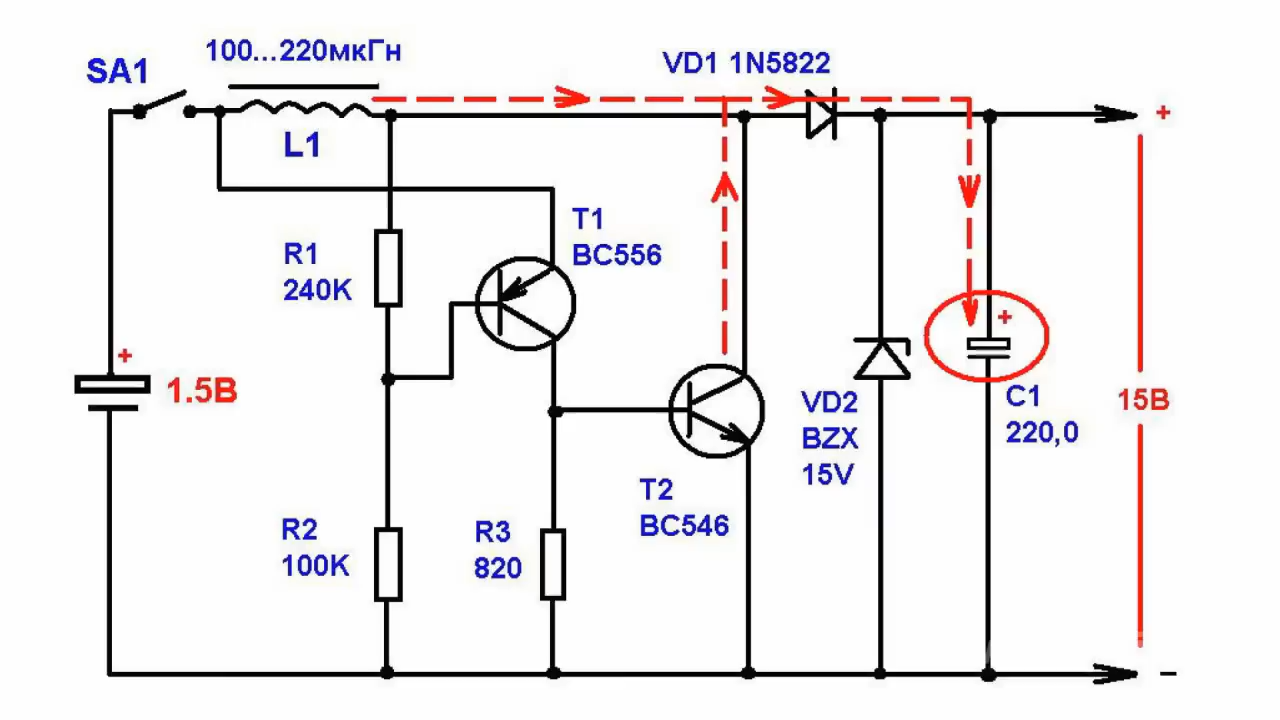 100...220мкГн
SA1
VD1 1N5822
+
L1
T1
BC556
R1
240K
+
+
1.5В
C1
220,0
15В
VD2
BZX
15V
T2
BC546
R2
100K
R3
820
−